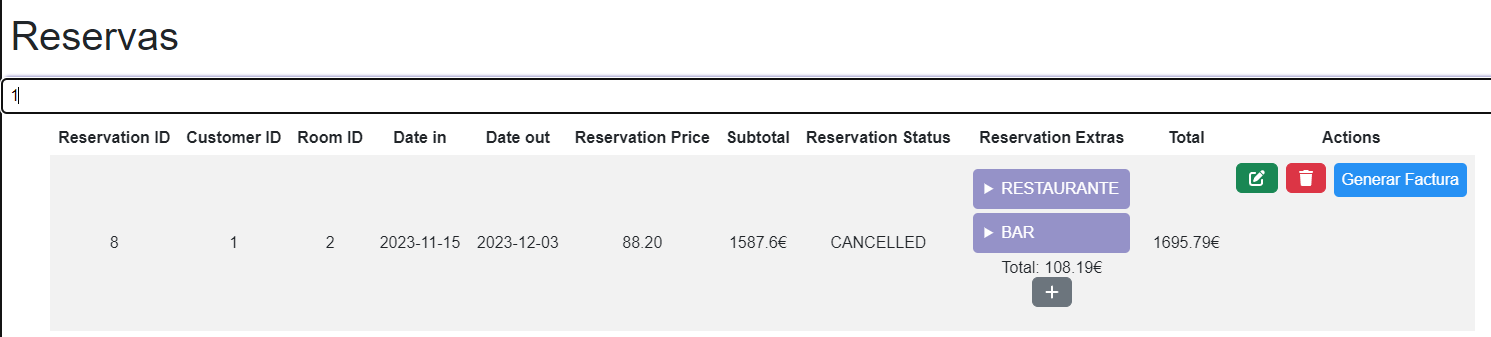 Reservas
1
Reservation ID Customer ID Room ID Date in Date out Reservation Price Subtotal Reservation Status Reservation Extras Total Actions
8 1 2 2023-11-15 2023-12-03 88.20 1587.6€ CANCELLED
RESTAURANTE
BAR
Total: 108.19€
+
1695.79€
Generar Factura